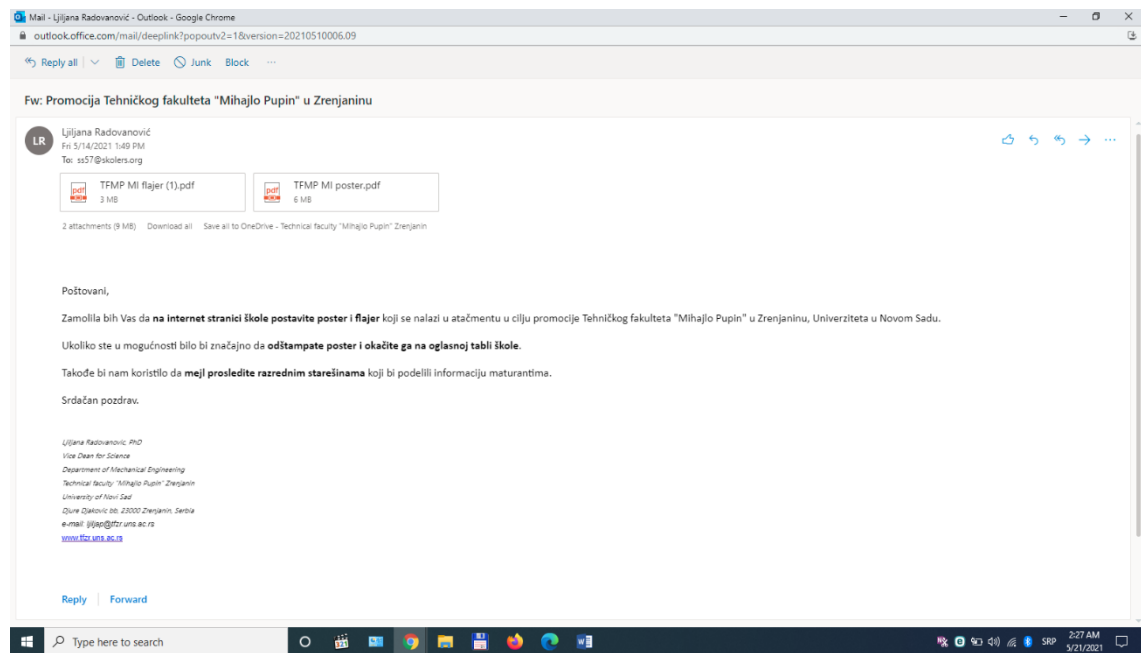 Mail - Ljiljana Radovanović - Outlook - Google Chrome
outlook.office.com/mail/deeplink?popoutv2=1&version=20210510006.09
Reply all Delete Junk Block ...
Fw: Promocija Tehničkog fakulteta "Mihajlo Pupin" u Zrenjaninu
LR
Ljiljana Radovanović
Fri 5/14/2021 1:49 PM
To: ss57@skolers.org
TFMP MI flajer (1).pdf
3 MB
TFMP MI poster.pdf
6 MB
2 attachments (9 MB) Download all Save all to OneDrive - Technical faculty "Mihajlo Pupin" Zrenjanin
Poštovani,
Zamolila bih Vas da na internet stranici škole postavite poster i flajer koji se nalazi u atačmentu u cilju promocije Tehničkog fakulteta "Mihajlo Pupin" u Zrenjaninu, Univerziteta u Novom Sadu.
Ukoliko ste u mogućnosti bilo bi značajno da odštampate poster i okačite ga na oglasnoj tabli škole.
Takođe bi nam koristilo da mejl prosledite razrednim starešinama koji bi podelili informaciju maturantima.
Srdačan pozdrav.
Ljiljana Radovanovic, PhD
Vice Dean for Science
Department of Mechanical Engineering
Technical faculty "Mihajlo Pupin" Zrenjanin
University of Novi Sad
Djure Djakovic bb, 23000 Zrenjanin, Serbia
e-mail: ljiljap@tfzr.uns.ac.rs
www.tfzr.uns.ac.rs
Reply Forward
Type here to search
SRP
2:27 AM
5/21/2021